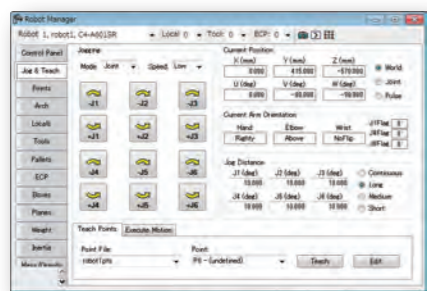 Robot Manager
Robot 1, robot1, C4-A601SR Local 0 Tool 0 ECP 0
Control Panel
Jog & Teach
Points
Arch
Locals
Tools
Pallets
ECP
Boxes
Planes
Weight
Inertia
Jogging
Mode Joint Speed Low
-J1 -J2 -J3
+J1 +J2 +J3
-J4 -J5 -J6
+J4 +J5 +J6
Current Position
X (mm) Y (mm) Z (mm)
0.000 415.000
U (deg) V (deg) W (deg)
0.000 -90.000 -90.000
World
Joint
Pulse
Current Arm Orientation
Hand Elbow Wrist
Righty Above NoFlip
J1Flag 0
J4Flag 0
J6Flag 0
Jog Distance
J1 (deg) J2 (deg) J3 (deg)
10.000 10.000 10.000
J4 (deg) J5 (deg) J6 (deg)
10.000 10.000 10.000
Continuous
Long
Medium
Short
Teach Points Execute Motion
Point File: Point:
robot1.pts (undefined) Teach Edit